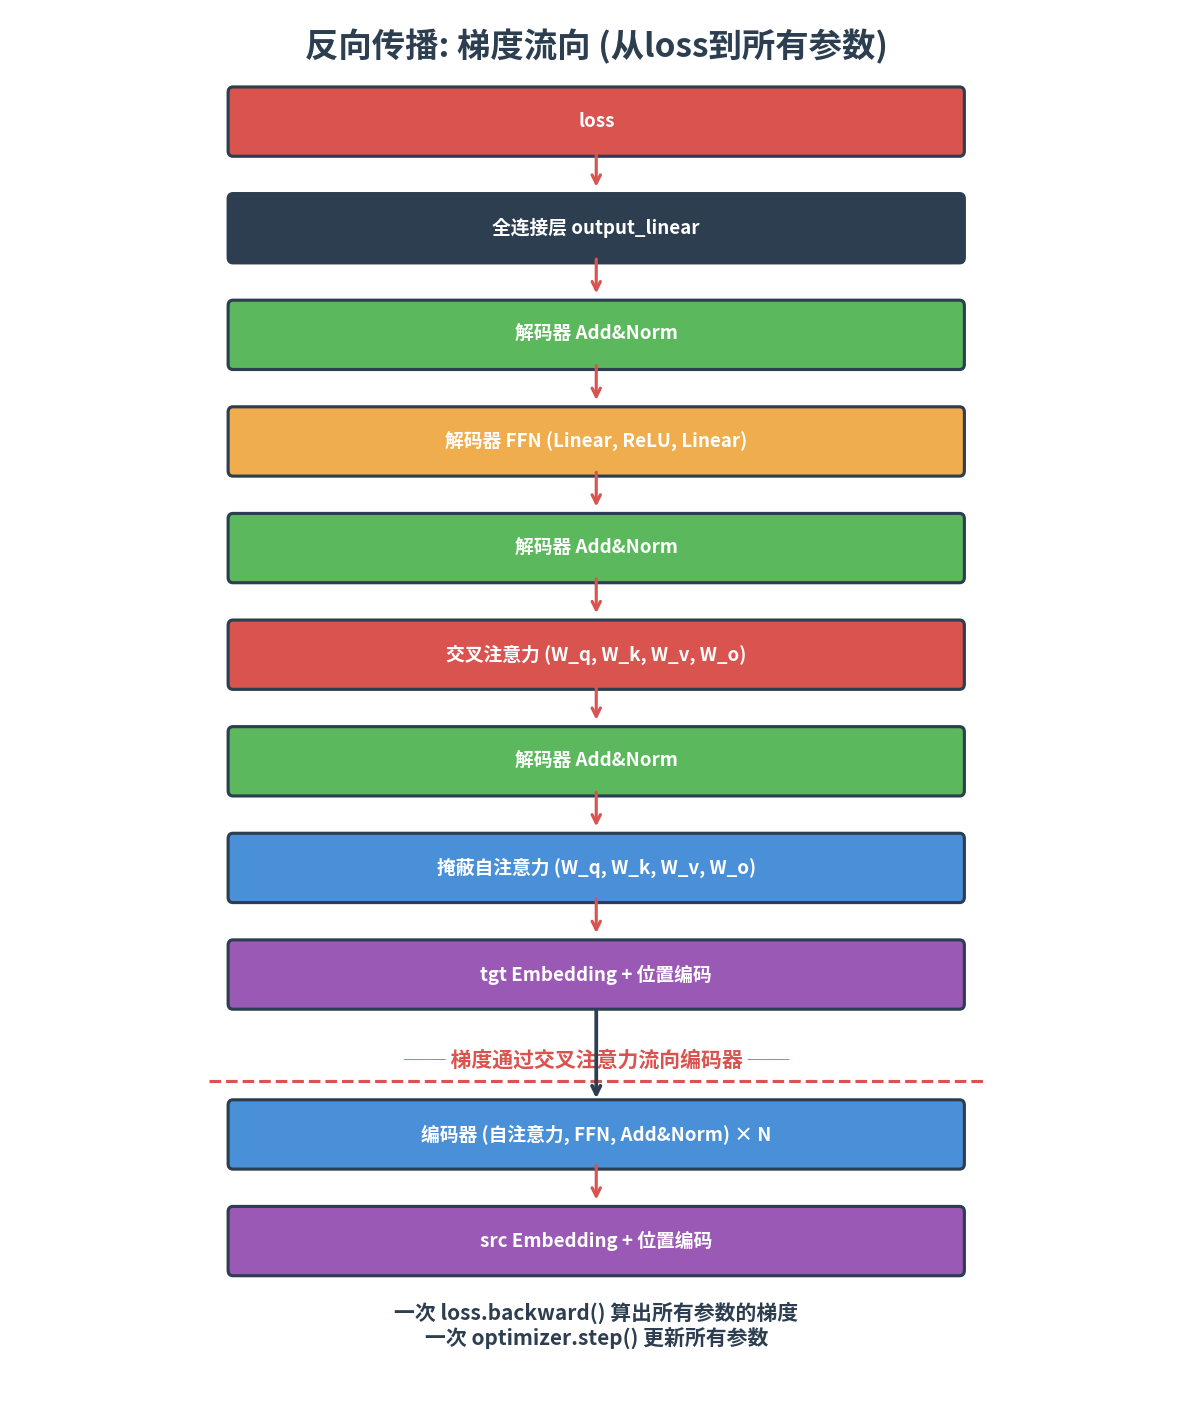 反向传播: 梯度流向 (从loss到所有参数)
loss
全连接层 output_linear
解码器 Add&Norm
解码器 FFN (Linear, ReLU, Linear)
解码器 Add&Norm
交叉注意力 (W_q, W_k, W_v, W_o)
解码器 Add&Norm
掩蔽自注意力 (W_q, W_k, W_v, W_o)
tgt Embedding + 位置编码
—— 梯度通过交叉注意力流向编码器 ——
编码器 (自注意力, FFN, Add&Norm) × N
src Embedding + 位置编码
一次 loss.backward() 算出所有参数的梯度
一次 optimizer.step() 更新所有参数